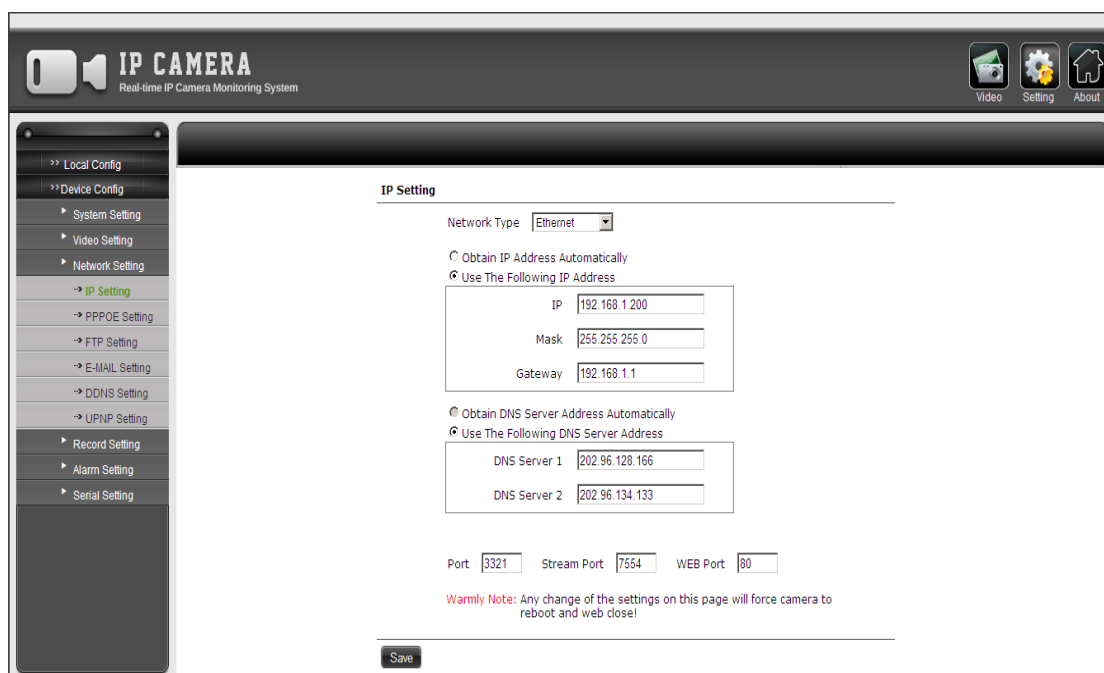 IP CAMERA
Real-time IP Camera Monitoring System
Video Setting About
>> Local Config
>> Device Config
System Setting
Video Setting
Network Setting
IP Setting
PPPOE Setting
FTP Setting
E-MAIL Setting
DDNS Setting
UPNP Setting
Record Setting
Alarm Setting
Serial Setting
IP Setting
Network Type Ethernet
Obtain IP Address Automatically
Use The Following IP Address
IP 192.168.1.200
Mask 255.255.255.0
Gateway 192.168.1.1
Obtain DNS Server Address Automatically
Use The Following DNS Server Address
DNS Server 1 202.96.128.166
DNS Server 2 202.96.134.133
Port 3321 Stream Port 7554 WEB Port 80
Warmly Note: Any change of the settings on this page will force camera to
reboot and web close!
Save